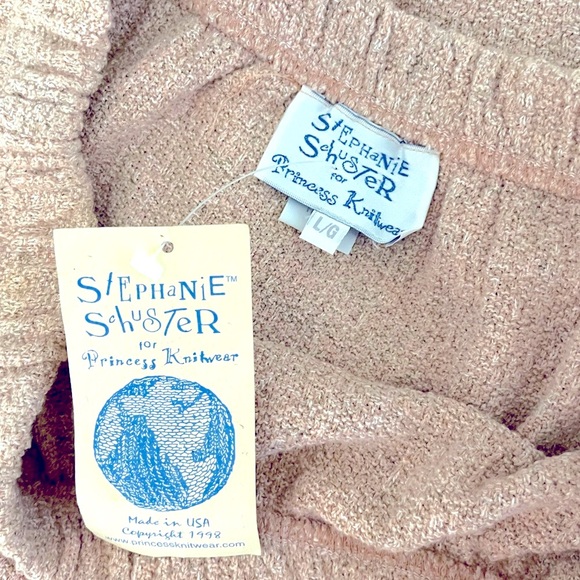 StEPHaNiE
ScHuSTeR
for
Princess Knitwear
L/G
StEPHaNiE™
ScHuSTeR
for
Princess Knitwear
Made in USA
Copyright 1998
www.princessknitwear.com